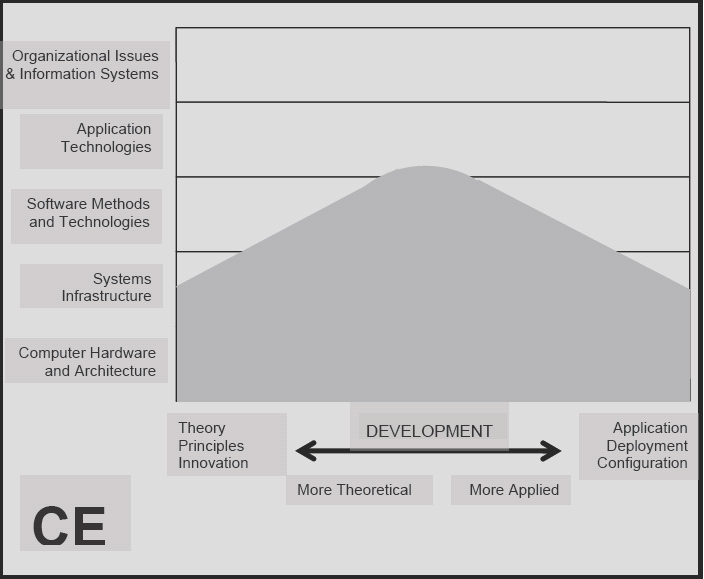 Organizational Issues
& Information Systems
Application
Technologies
Software Methods
and Technologies
Systems
Infrastructure
Computer Hardware
and Architecture
Theory
Principles
Innovation
DEVELOPMENT
Application
Deployment
Configuration
More Theoretical
More Applied
CE